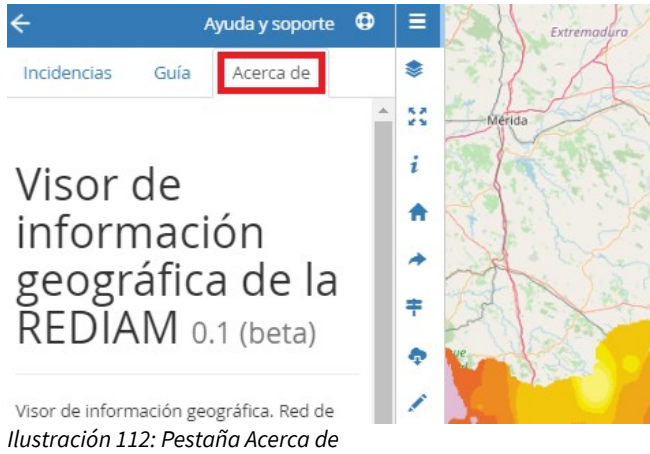 Ayuda y soporte
Incidencias Guía Acerca de
Visor de
información
geográfica de la
REDIAM 0.1 (beta)
Visor de información geográfica. Red de
Extremadura
Mérida
Ilustración 112: Pestaña Acerca de